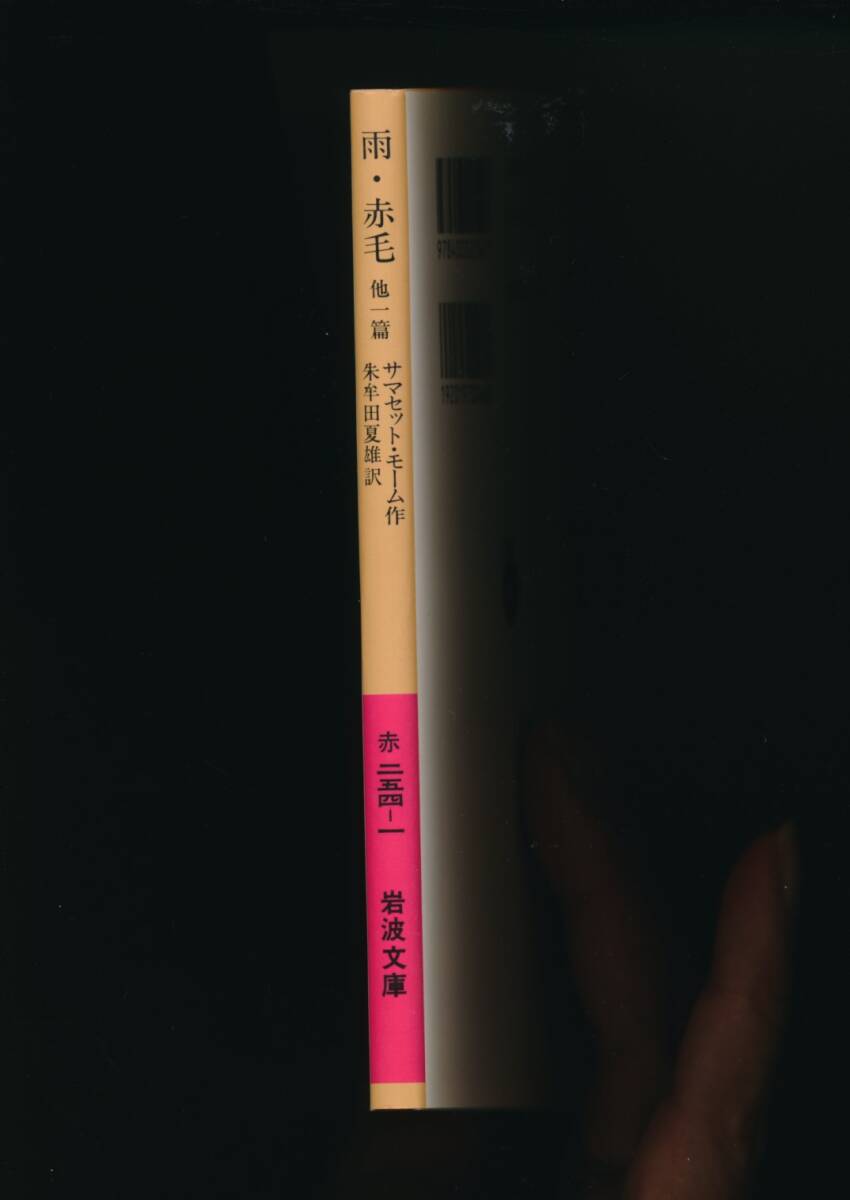 雨・赤毛 他一篇
サマセット・モーム作
朱牟田夏雄訳
赤二五四-一
岩波文庫